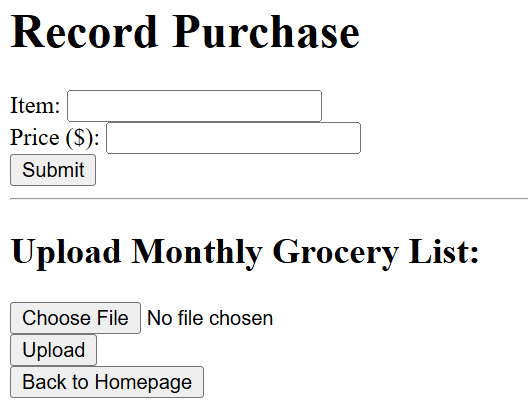 Record Purchase
Item:
Price ($):
Submit
Upload Monthly Grocery List:
Choose File No file chosen
Upload
Back to Homepage